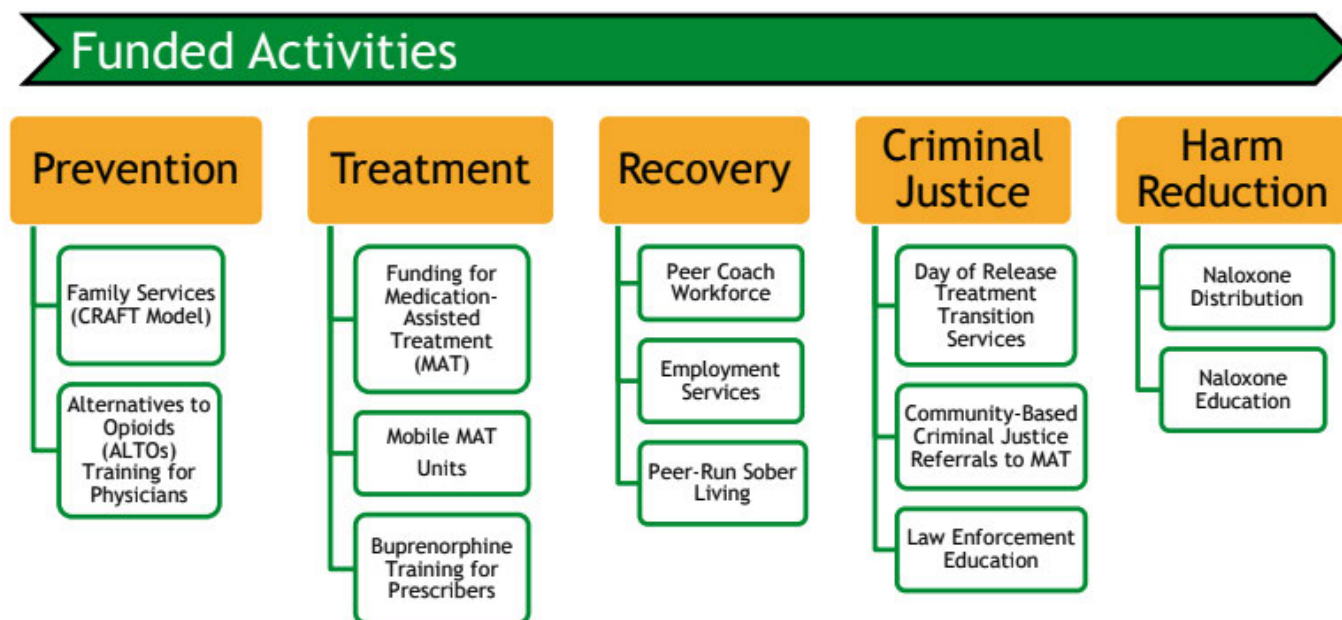 Funded Activities
Prevention
Family Services
(CRAFT Model)
Alternatives to
Opioids
(ALTOs)
Training for
Physicians
Treatment
Funding for
Medication-
Assisted
Treatment
(MAT)
Mobile MAT
Units
Buprenorphine
Training for
Prescribers
Recovery
Peer Coach
Workforce
Employment
Services
Peer-Run Sober
Living
Criminal
Justice
Day of Release
Treatment
Transition
Services
Community-Based
Criminal Justice
Referrals to MAT
Law Enforcement
Education
Harm
Reduction
Naloxone
Distribution
Naloxone
Education